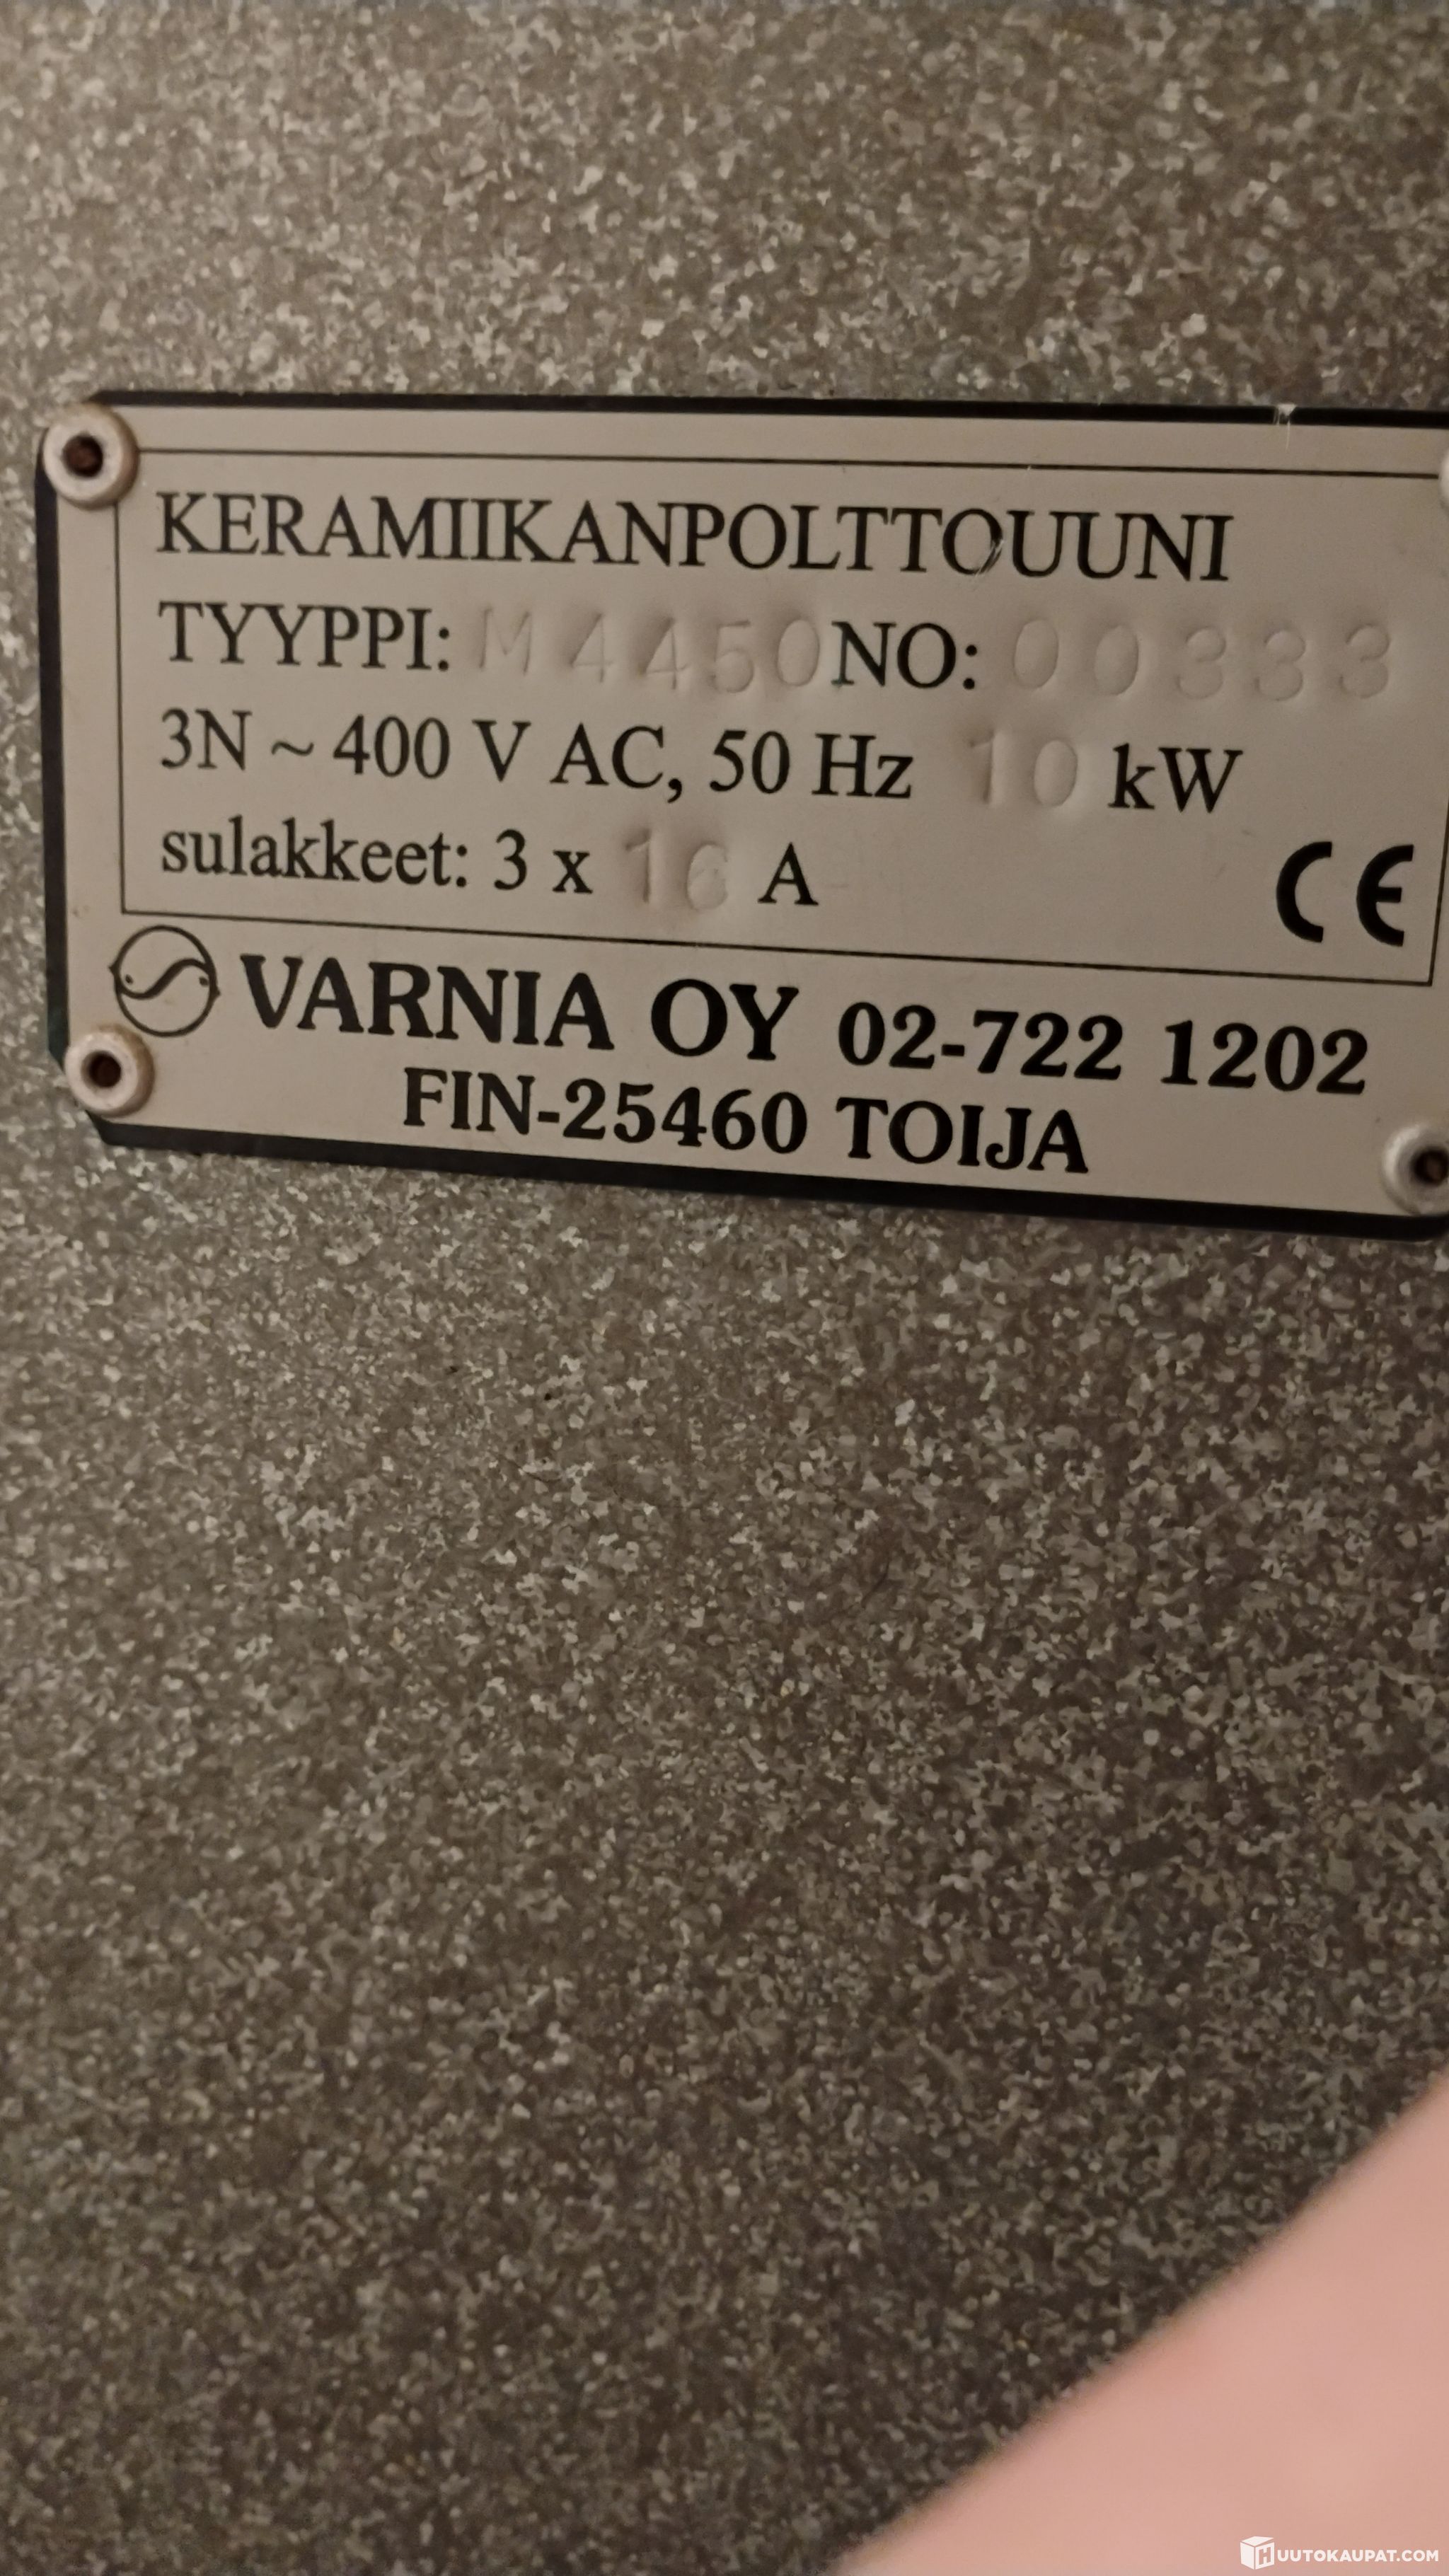 KERAMIIKANPOLTTOUUNI
TYYPPI: M4450 NO: 00333
3N ~ 400 V AC, 50 Hz 10 kW
sulakkeet: 3 x 16 A
CE
VARNIA OY 02-722 1202
FIN-25460 TOIJA
HUUTOKAUPAT.COM